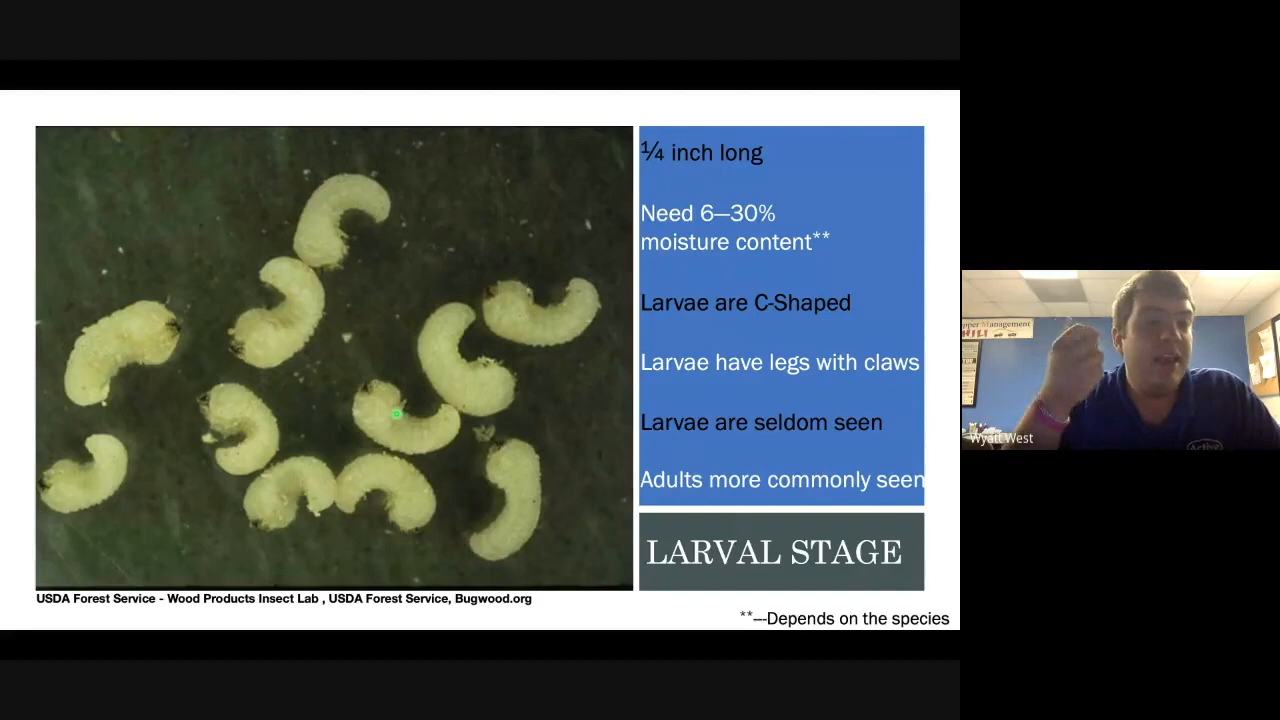 ¼ inch long
Need 6—30%
moisture content**
Larvae are C-Shaped
Larvae have legs with claws
Larvae are seldom seen
Adults more commonly seen
LARVAL STAGE
USDA Forest Service - Wood Products Insect Lab , USDA Forest Service, Bugwood.org
**—Depends on the species
Management
Wyatt West
Active